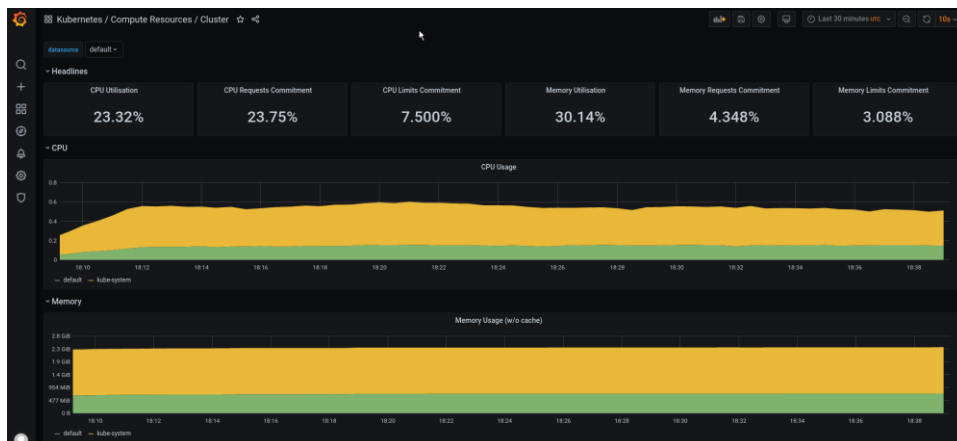 Kubernetes / Compute Resources / Cluster
Last 30 minutes UTC
10s
datasource default
Headlines
CPU Utilisation
23.32%
CPU Requests Commitment
23.75%
CPU Limits Commitment
7.500%
Memory Utilisation
30.14%
Memory Requests Commitment
4.348%
Memory Limits Commitment
3.088%
CPU
CPU Usage
0.8
0.6
0.4
0.2
0
18:10 18:12 18:14 18:16 18:18 18:20 18:22 18:24 18:26 18:28 18:30 18:32 18:34 18:36 18:38
default kube-system
Memory
Memory Usage (w/o cache)
2.8 GiB
2.3 GiB
1.9 GiB
1.4 GiB
954 MiB
477 MiB
0 B
18:10 18:12 18:14 18:16 18:18 18:20 18:22 18:24 18:26 18:28 18:30 18:32 18:34 18:36 18:38
default kube-system